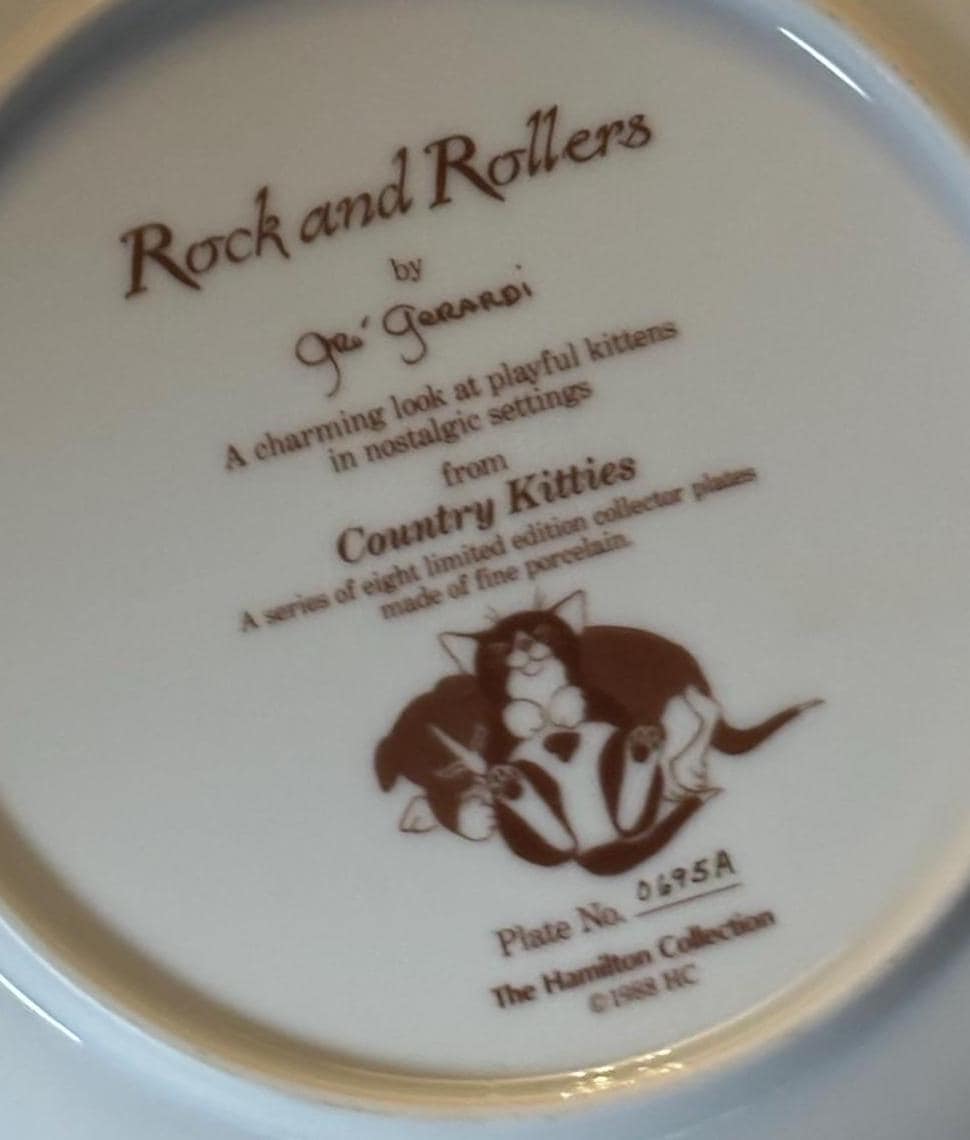 Rock and Rollers
by
Gré Gerardi
A charming look at playful kittens
in nostalgic settings
from
Country Kitties
A series of eight limited edition collector plates
made of fine porcelain.
Plate No. 0695A
The Hamilton Collection
©1988 HC